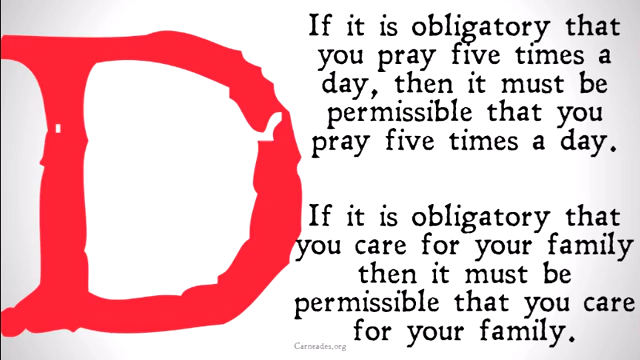 D
If it is obligatory that
you pray five times a
day, then it must be
permissible that you
pray five times a day.
If it is obligatory that
you care for your family
then it must be
permissible that you care
for your family.
Carneades.org